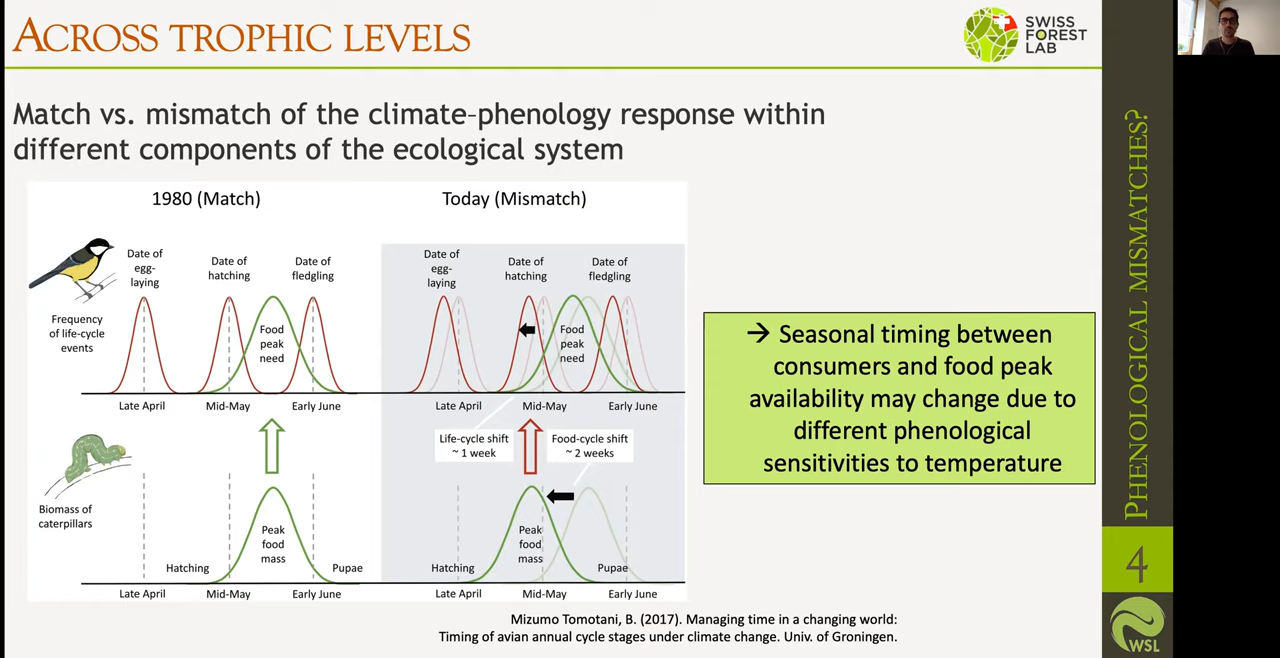 ACROSS TROPHIC LEVELS
SWISS
FOREST
LAB
Match vs. mismatch of the climate–phenology response within
different components of the ecological system
1980 (Match)
Date of
egg-
laying
Date of
hatching
Date of
fledgling
Frequency
of life-cycle
events
Food
peak
need
Late April
Mid-May
Early June
Biomass of
caterpillars
Peak
food
mass
Hatching
Pupae
Late April
Mid-May
Early June
Today (Mismatch)
Date of
egg-
laying
Date of
hatching
Date of
fledgling
Food
peak
need
Late April
Mid-May
Early June
Life-cycle shift
~ 1 week
Food-cycle shift
~ 2 weeks
Peak
food
mass
Hatching
Pupae
Late April
Mid-May
Early June
→ Seasonal timing between
consumers and food peak
availability may change due to
different phenological
sensitivities to temperature
Mizumo Tomotani, B. (2017). Managing time in a changing world:
Timing of avian annual cycle stages under climate change. Univ. of Groningen.
PHENOLOGICAL MISMATCHES?
4
WSL